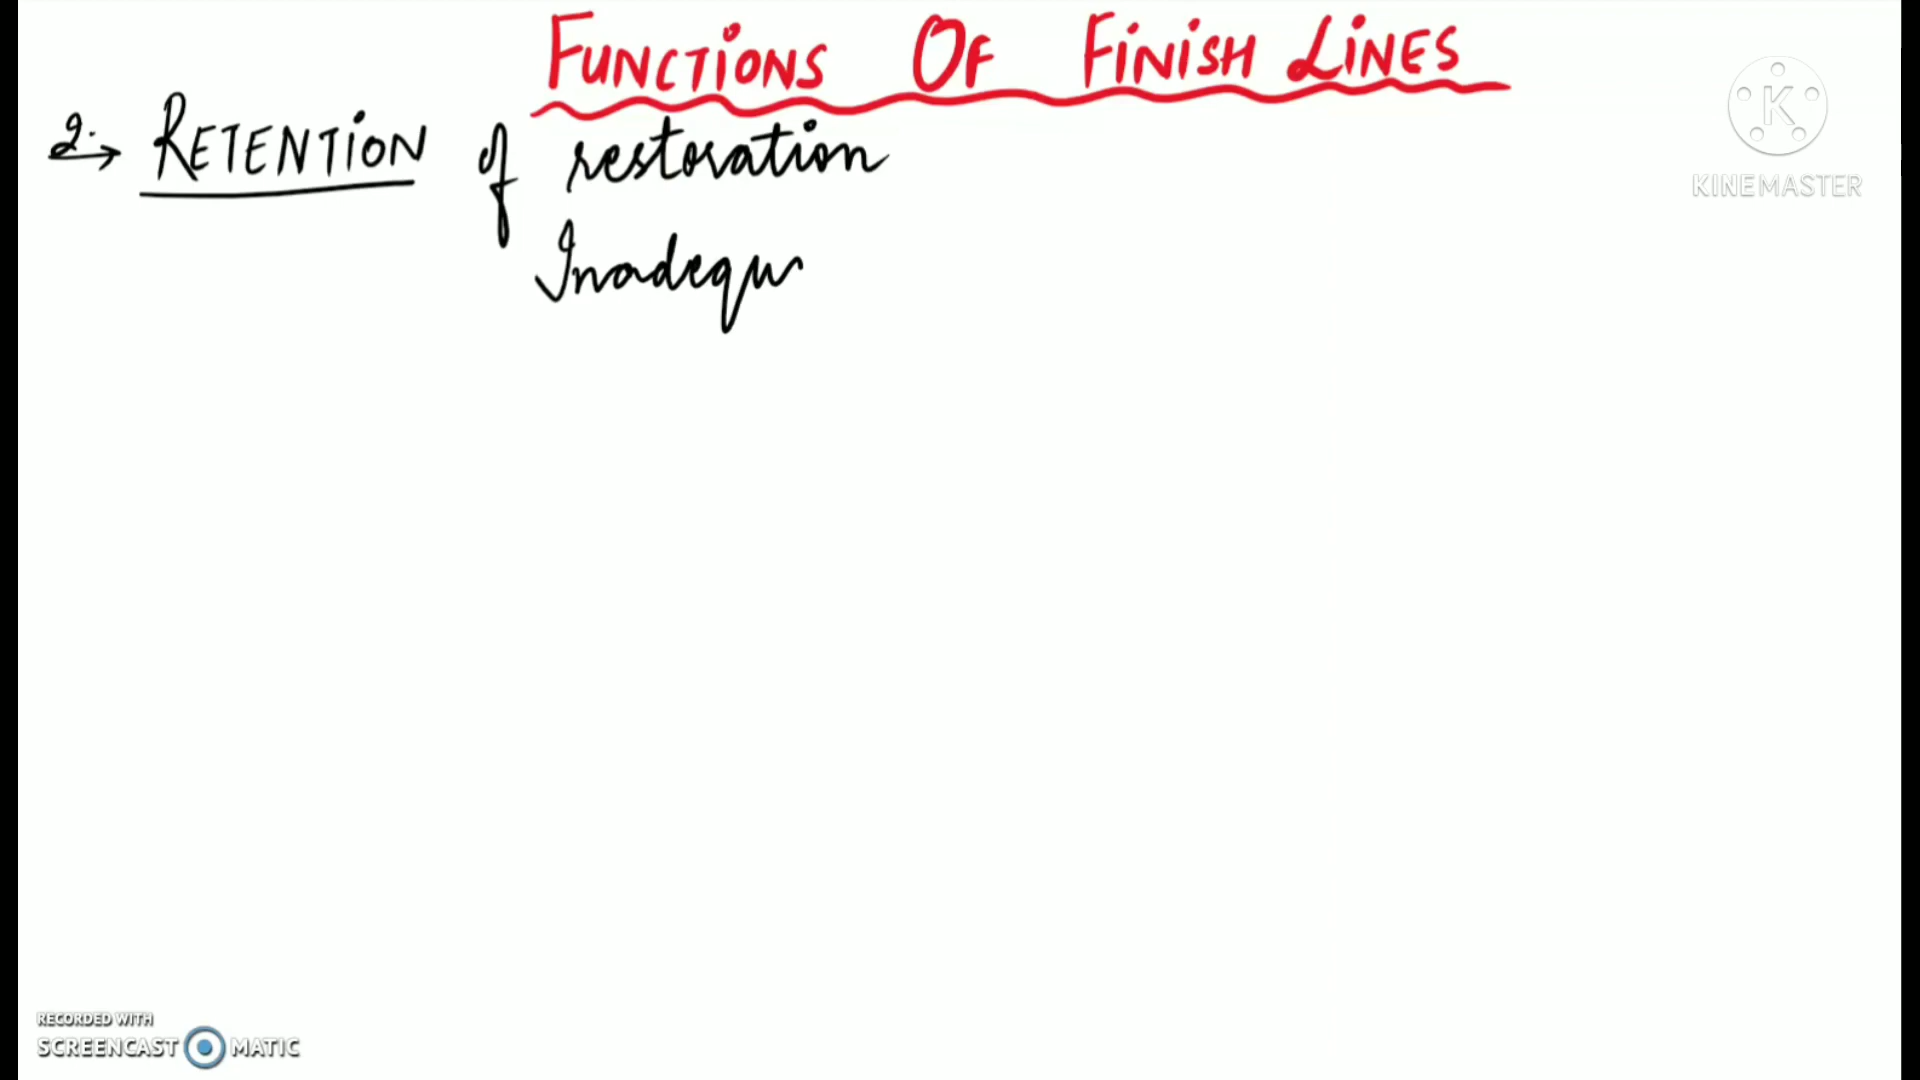 FUNCTIONS OF FINISH LINES
2. → RETENTION of restoration
Inadequ
KINEMASTER
RECORDED WITH
SCREENCAST MATIC